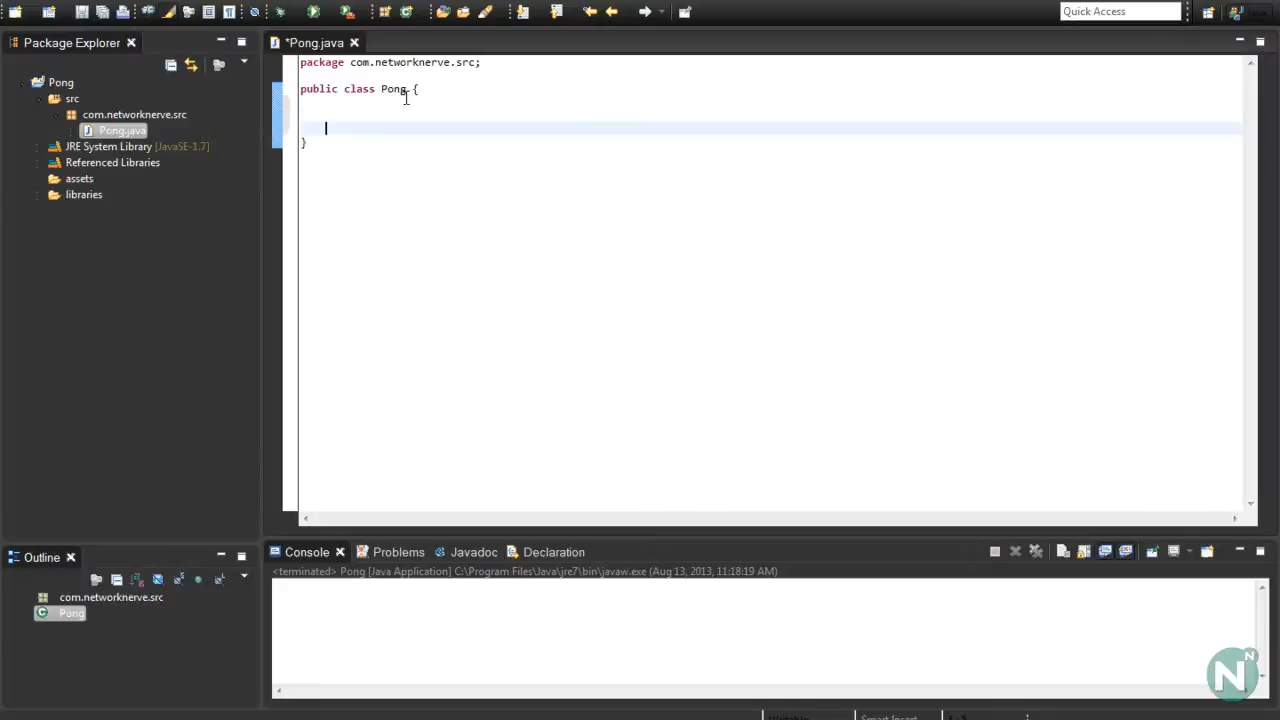 Quick Access
Package Explorer
*Pong.java
Pong
src
com.networknerve.src
Pong.java
JRE System Library [JavaSE-1.7]
Referenced Libraries
assets
libraries
package com.networknerve.src;
public class Pong {
}
Outline
com.networknerve.src
Pong
Console
Problems
Javadoc
Declaration
<terminated> Pong [Java Application] C:\Program Files\Java\jre7\bin\javaw.exe (Aug 13, 2013, 11:18:19 AM)
N
N